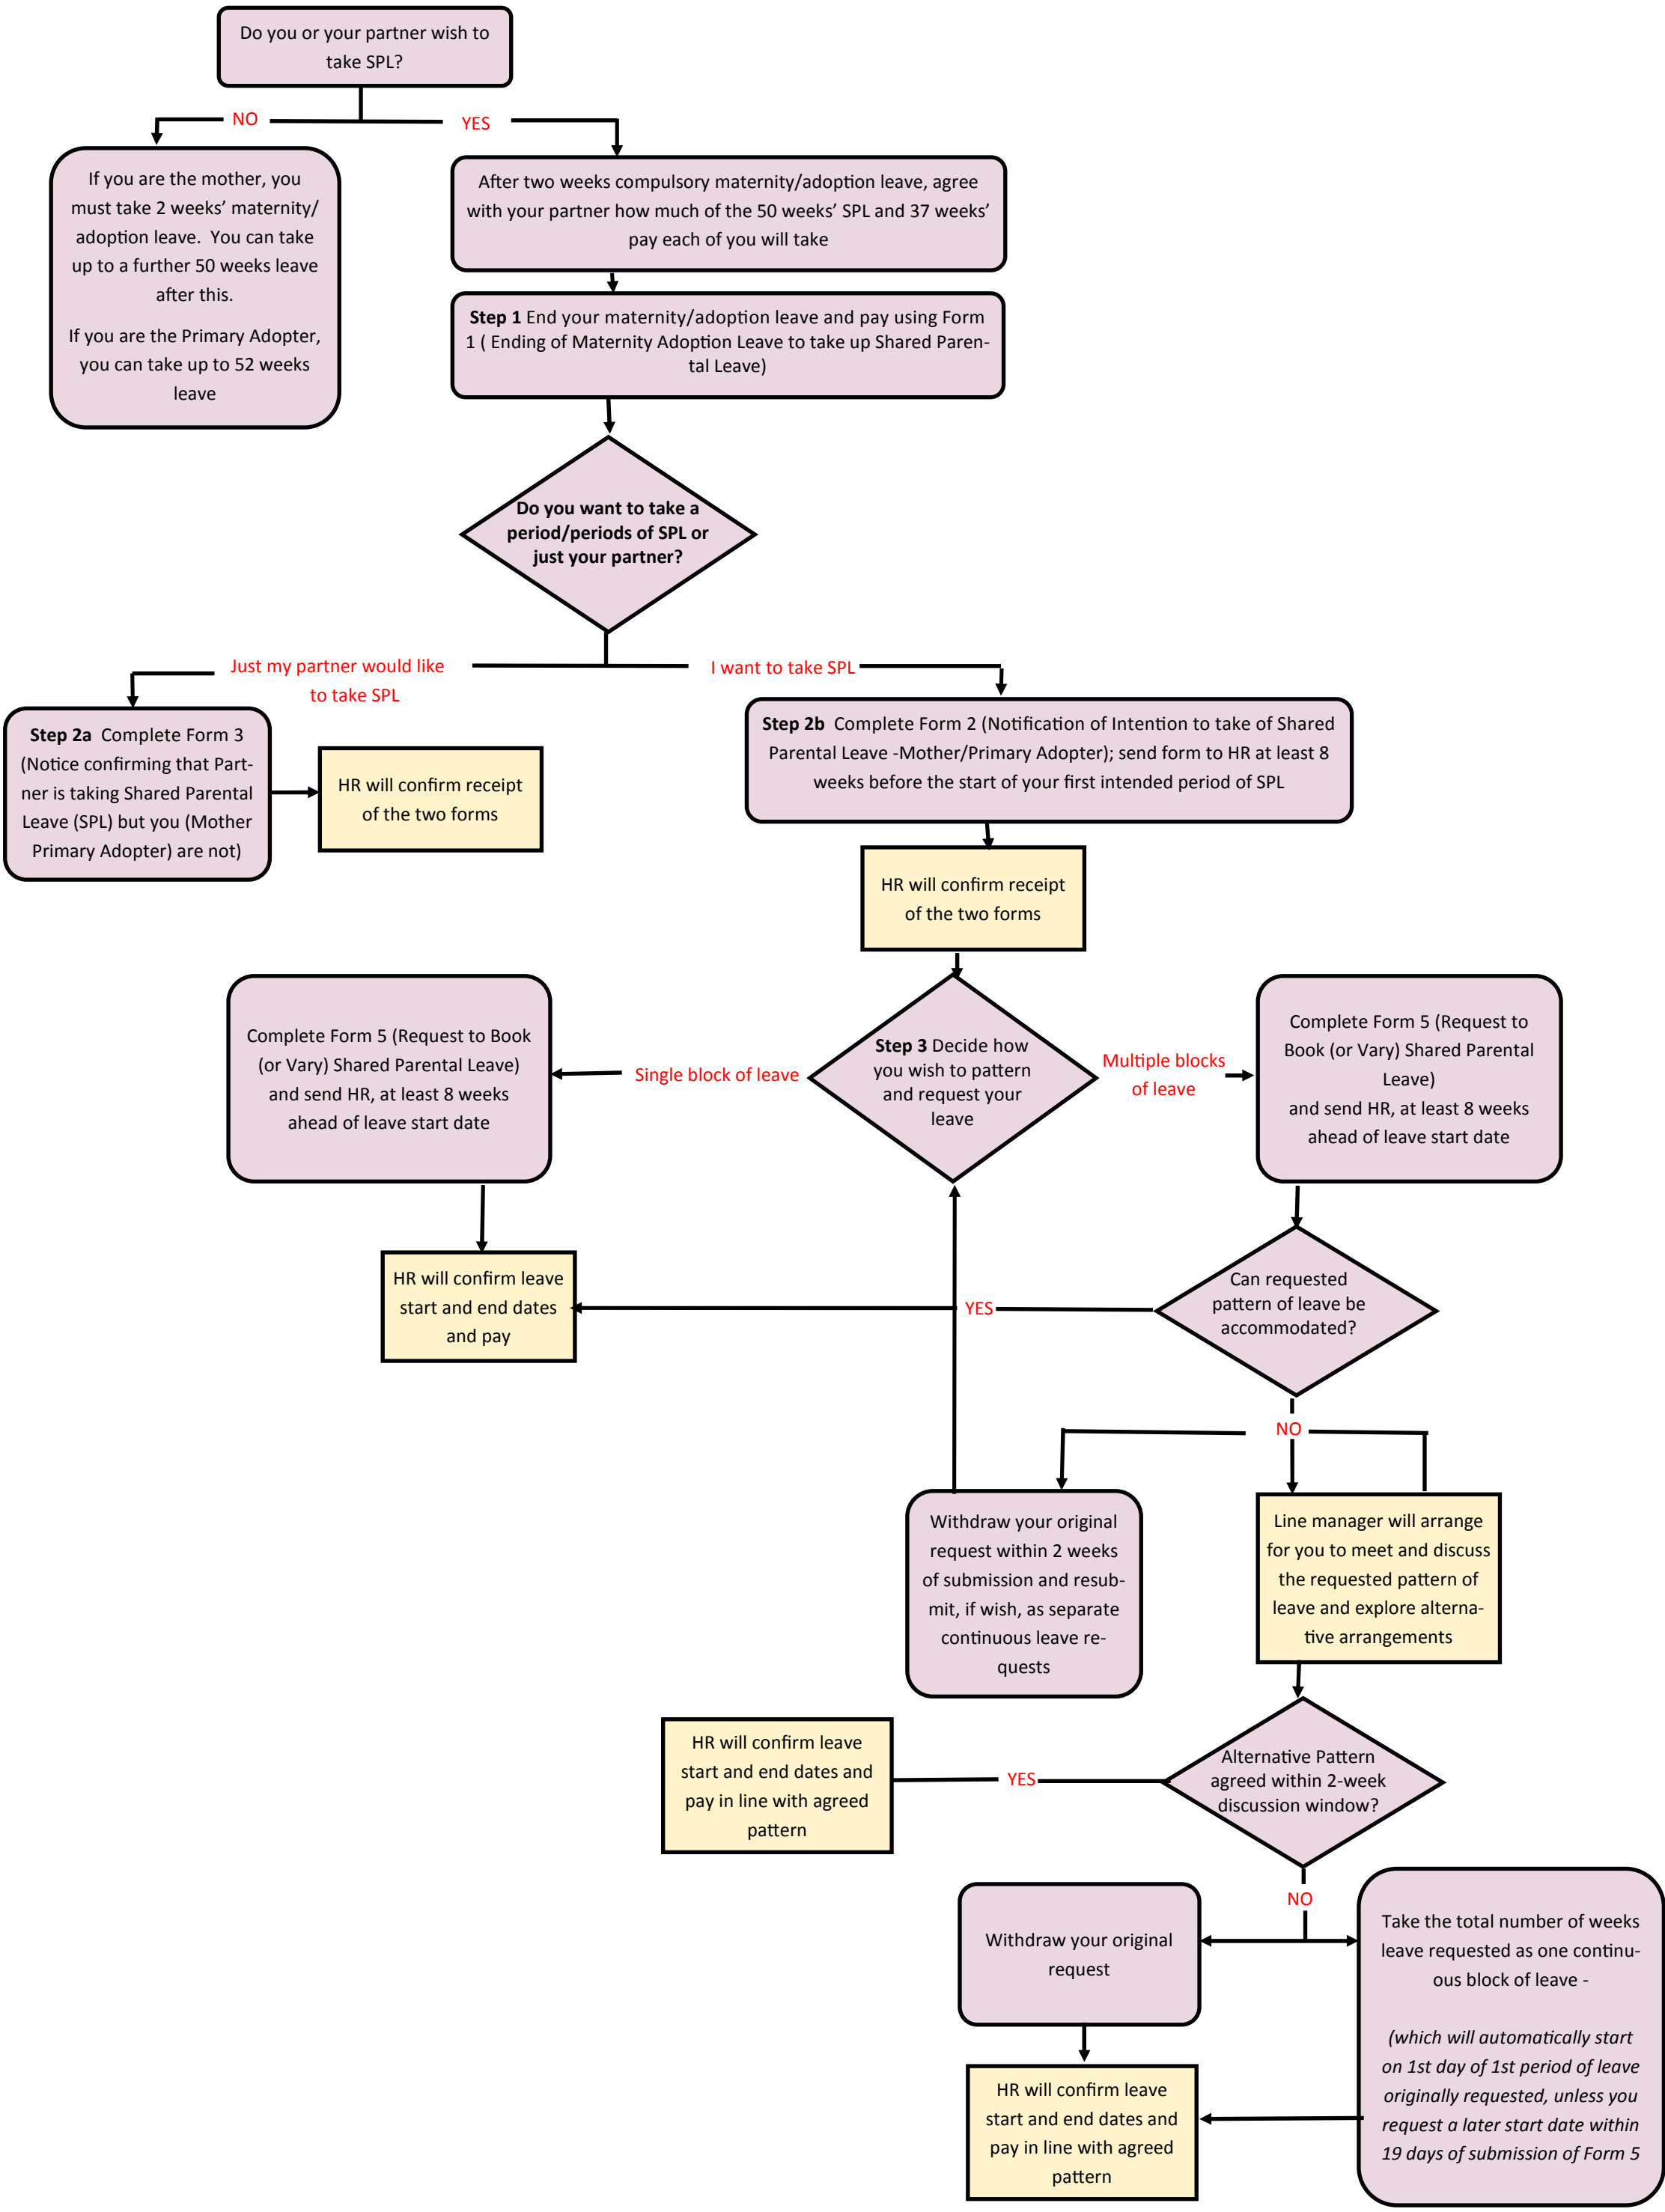 Do you or your partner wish to
take SPL?
NO
YES
If you are the mother, you
must take 2 weeks’ maternity/
adoption leave.  You can take
up to a further 50 weeks leave
after this.
If you are the Primary Adopter,
you can take up to 52 weeks
leave
After two weeks compulsory maternity/adoption leave, agree
with your partner how much of the 50 weeks’ SPL and 37 weeks’
pay each of you will take
Step 1 End your maternity/adoption leave and pay using Form
1 ( Ending of Maternity Adoption Leave to take up Shared Paren-
tal Leave)
Do you want to take a
period/periods of SPL or
just your partner?
Just my partner would like
to take SPL
I want to take SPL
Step 2a  Complete Form 3
(Notice confirming that Part-
ner is taking Shared Parental
Leave (SPL) but you (Mother
Primary Adopter) are not)
HR will confirm receipt
of the two forms
Step 2b  Complete Form 2 (Notification of Intention to take of Shared
Parental Leave -Mother/Primary Adopter); send form to HR at least 8
weeks before the start of your first intended period of SPL
HR will confirm receipt
of the two forms
Step 3 Decide how
you wish to pattern
and request your
leave
Single block of leave
Multiple blocks
of leave
Complete Form 5 (Request to Book
(or Vary) Shared Parental Leave)
and send HR, at least 8 weeks
ahead of leave start date
Complete Form 5 (Request to
Book (or Vary) Shared Parental
Leave)
and send HR, at least 8 weeks
ahead of leave start date
HR will confirm leave
start and end dates
and pay
YES
Can requested
pattern of leave be
accommodated?
NO
Withdraw your original
request within 2 weeks
of submission and resub-
mit, if wish, as separate
continuous leave re-
quests
Line manager will arrange
for you to meet and discuss
the requested pattern of
leave and explore alterna-
tive arrangements
HR will confirm leave
start and end dates and
pay in line with agreed
pattern
YES
Alternative Pattern
agreed within 2-week
discussion window?
NO
Withdraw your original
request
Take the total number of weeks
leave requested as one continu-
ous block of leave -
(which will automatically start
on 1st day of 1st period of leave
originally requested, unless you
request a later start date within
19 days of submission of Form 5
HR will confirm leave
start and end dates and
pay in line with agreed
pattern